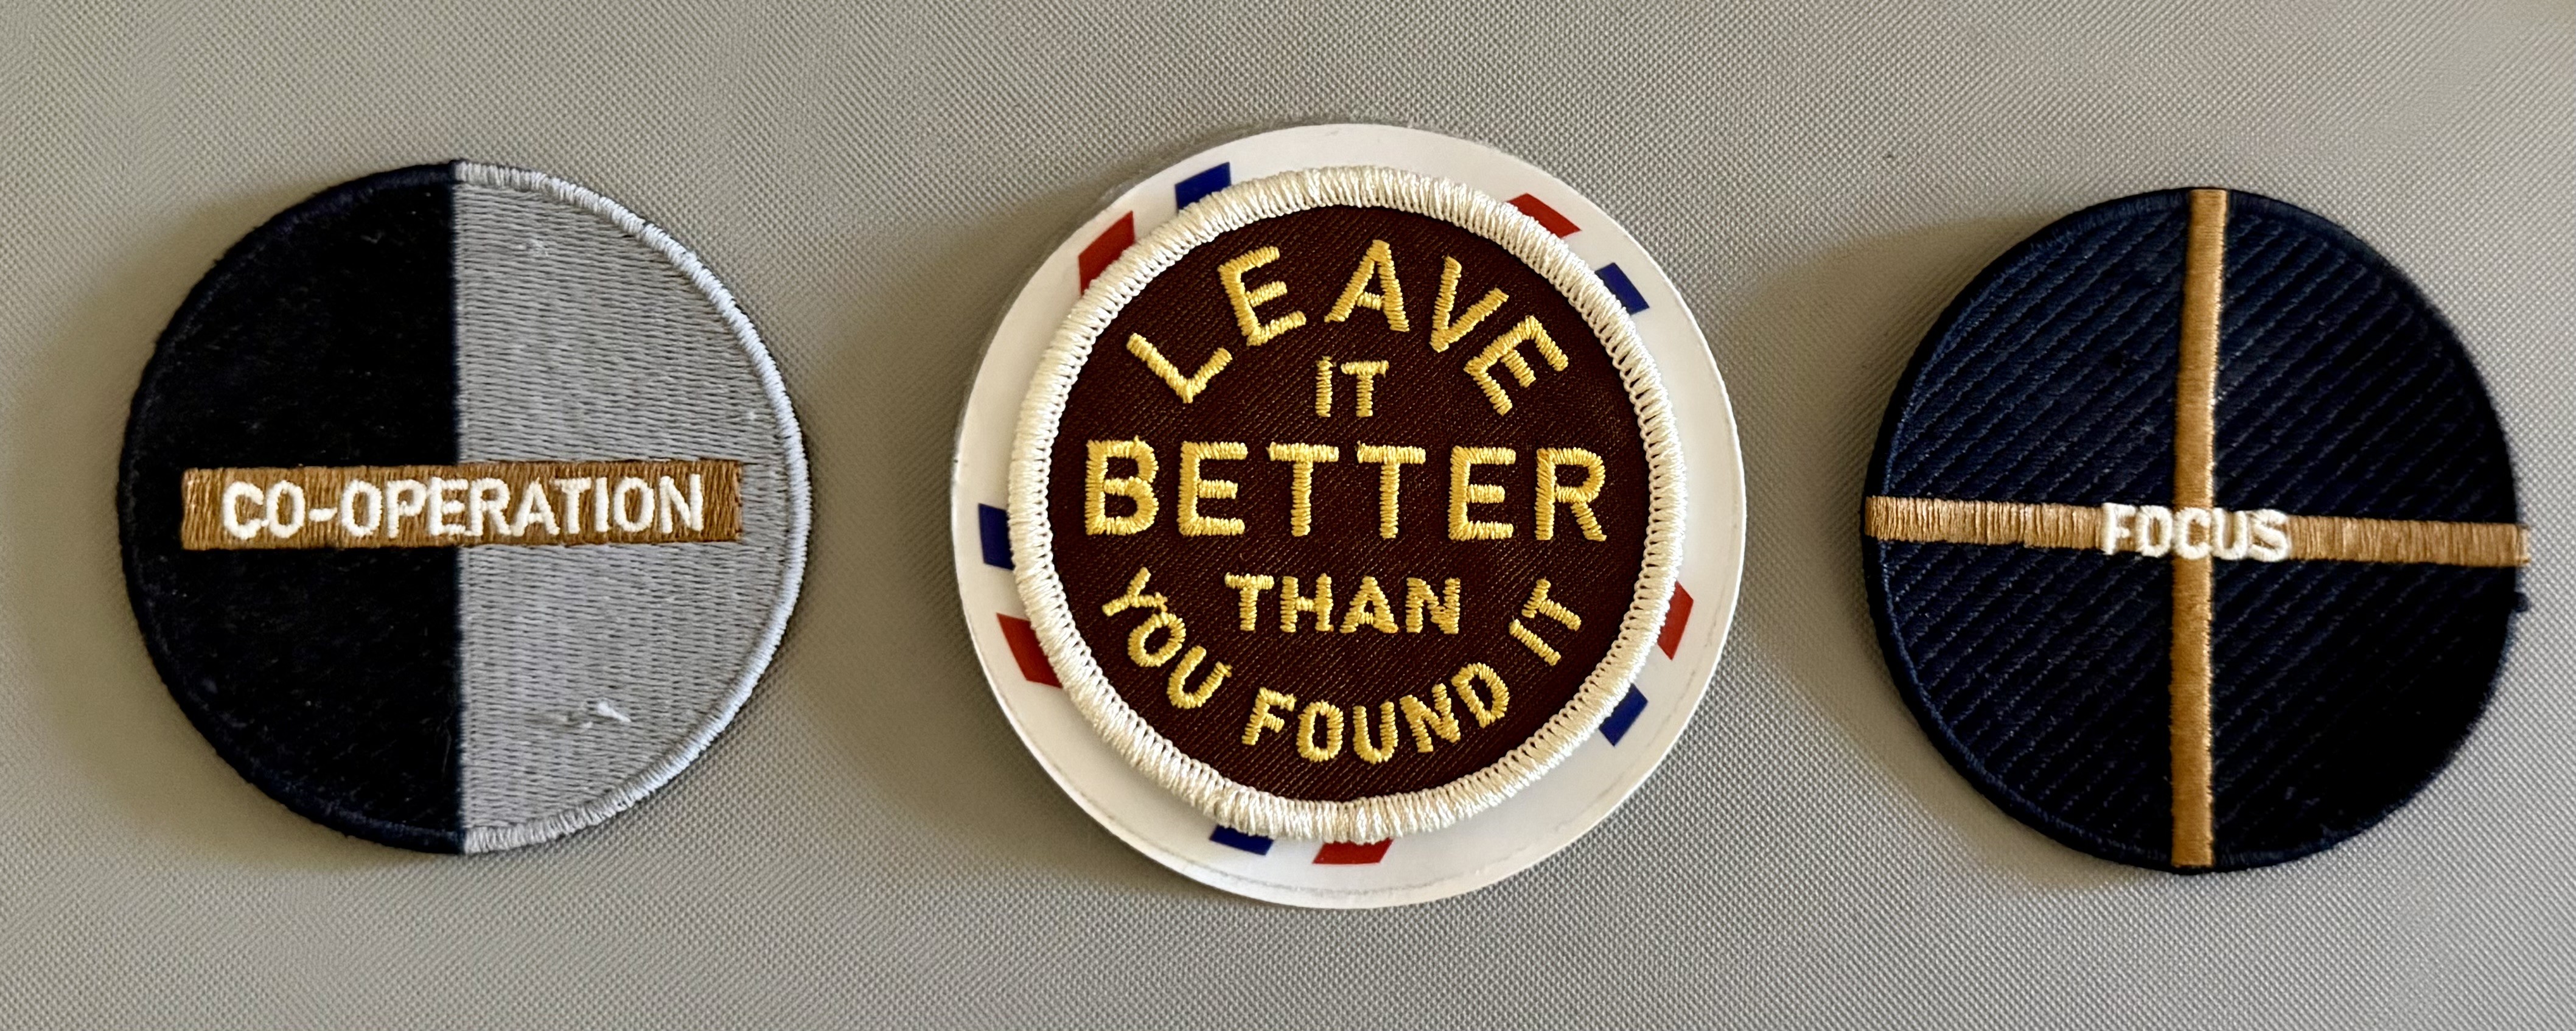 CO-OPERATION
LEAVE
IT
BETTER
THAN
YOU FOUND IT
FOCUS